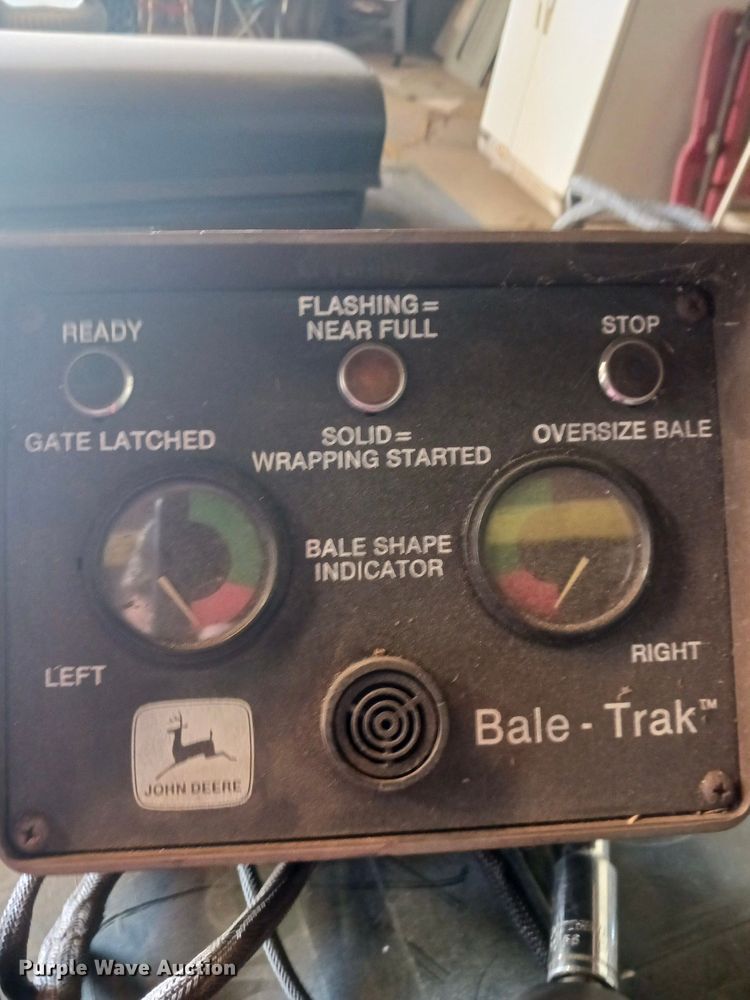 READY
FLASHING =
NEAR FULL
STOP
GATE LATCHED
SOLID =
WRAPPING STARTED
OVERSIZE BALE
BALE SHAPE
INDICATOR
LEFT
RIGHT
JOHN DEERE
Bale - Trak™
Purple Wave Auction